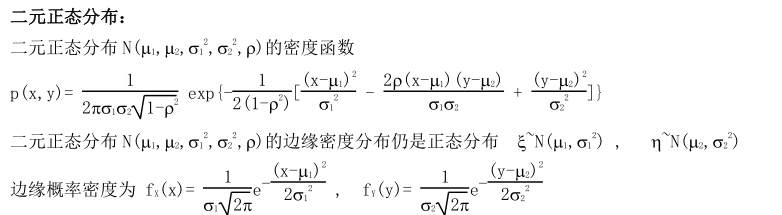 二元正态分布：
二元正态分布N(μ₁,μ₂,σ₁²,σ₂²,ρ)的密度函数
p(x,y)= 1/(2πσ₁σ₂√(1-ρ²)) exp{-1/(2(1-ρ²))[(x-μ₁)²/σ₁² - 2ρ(x-μ₁)(y-μ₂)/(σ₁σ₂) + (y-μ₂)²/σ₂²]}
二元正态分布N(μ₁,μ₂,σ₁²,σ₂²,ρ)的边缘密度分布仍是正态分布 ξ~N(μ₁,σ₁²) , η~N(μ₂,σ₂²)
边缘概率密度为 fₓ(x)= 1/(σ₁√(2π)) e^(-(x-μ₁)²/(2σ₁²)) , f_Y(y)= 1/(σ₂√(2π)) e^(-(y-μ₂)²/(2σ₂²))